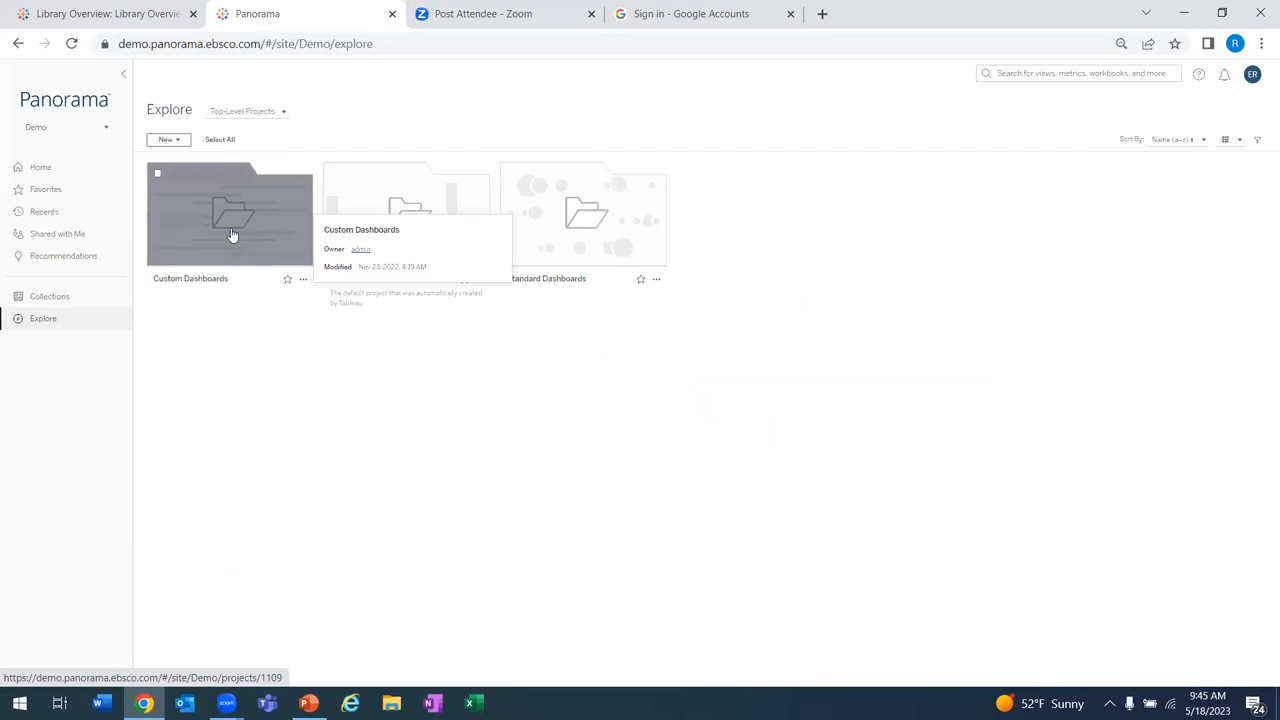 Library Overview: Library Overvie
Panorama
Post Attendee - Zoom
Sign in - Google Accounts
demo.panorama.ebsco.com/#/site/Demo/explore
R
Panorama
Search for views, metrics, workbooks, and more
ER
Explore
Top-Level Projects
Demo
New
Select All
Sort By:
Name (a–z)
Home
Favorites
Recents
Shared with Me
Recommendations
Collections
Explore
Custom Dashboards
Owner admin
Modified Nov 23, 2022, 4:19 AM
Custom Dashboards
tandard Dashboards
The default project that was automatically created
by Tableau.
https://demo.panorama.ebsco.com/#/site/Demo/projects/1109
52°F Sunny
9:45 AM
5/18/2023
24